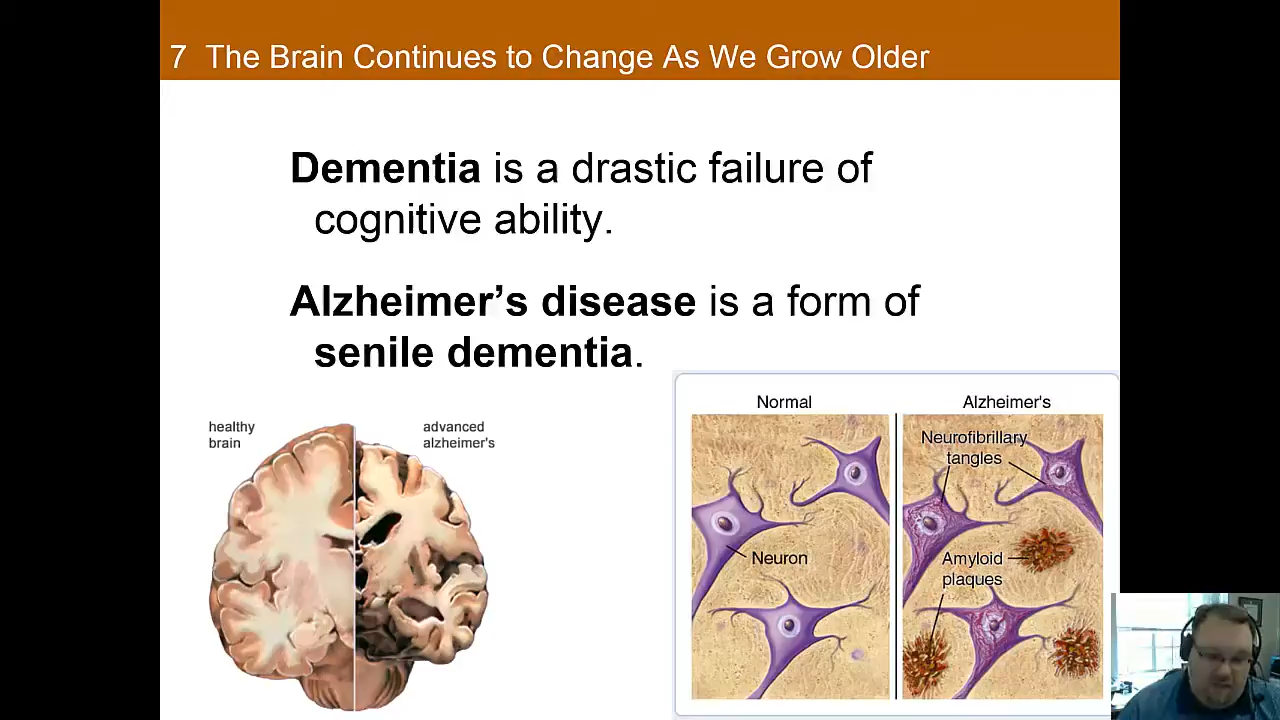 7 The Brain Continues to Change As We Grow Older
Dementia is a drastic failure of
cognitive ability.
Alzheimer’s disease is a form of
senile dementia.
healthy
brain
advanced
alzheimer's
Normal
Neuron
Alzheimer's
Neurofibrillary
tangles
Amyloid
plaques